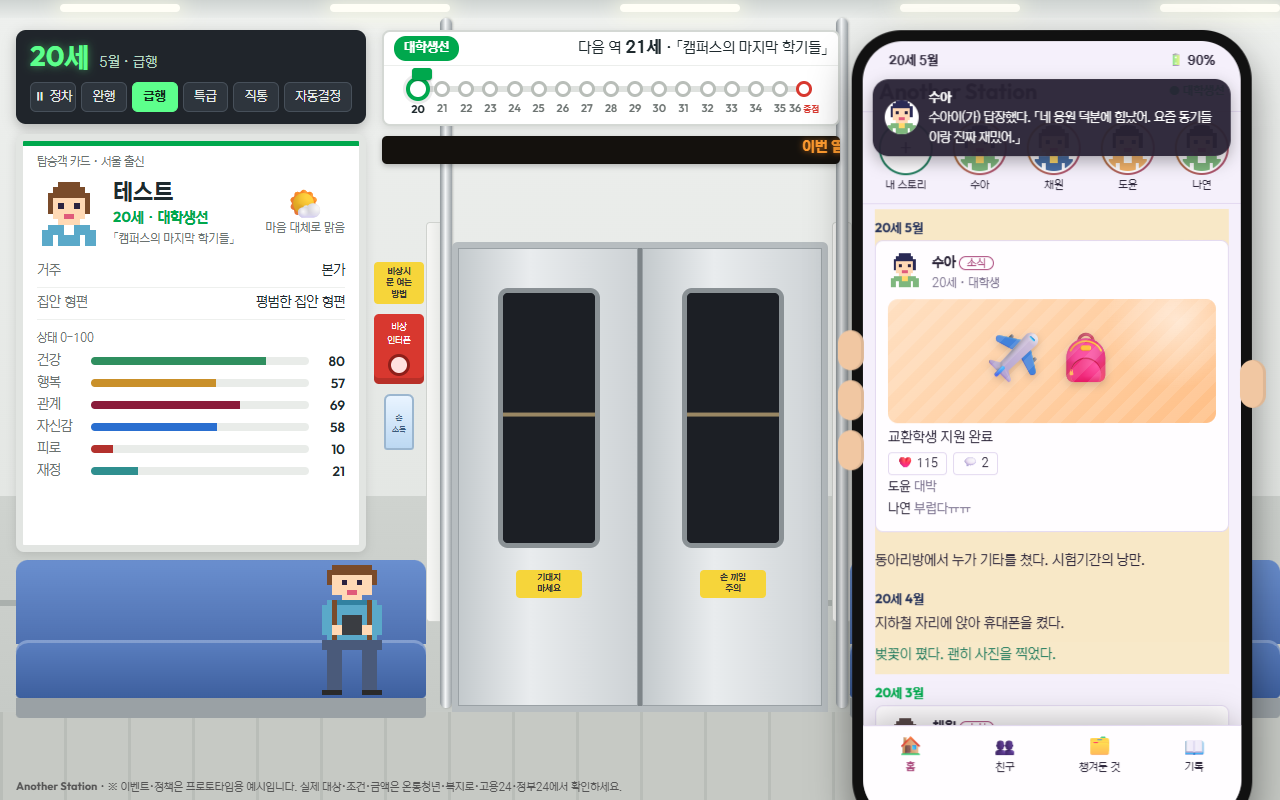 20세 5월 · 급행
⏸ 정차 완행 급행 특급 직통 자동결정
탑승객 카드 · 서울 출신
테스트
20세 · 대학생선
「캠퍼스의 마지막 학기들」
마음 대체로 맑음
거주 본가
집안 형편 평범한 집안 형편
상태 0–100
건강 80
행복 57
관계 69
자신감 58
피로 10
재정 21
대학생선 다음 역 21세 · 「캠퍼스의 마지막 학기들」
20 21 22 23 24 25 26 27 28 29 30 31 32 33 34 35 36 종점
이번
비상시
문 여는
방법
비상
인터폰
손
소독
기대지
마세요
손 끼임
주의
20세 5월 90%
수아
수아이(가) 답장했다. 「네 응원 덕분에 힘났어. 요즘 동기들
이랑 진짜 재밌어.」
내 스토리 수아 채원 도윤 나연
20세 5월
수아 소식
20세 · 대학생
교환학생 지원 완료
115 2
도윤 대박
나연 부럽다ㅠㅠ
동아리방에서 누가 기타를 쳤다. 시험기간의 낭만.
20세 4월
지하철 자리에 앉아 휴대폰을 켰다.
벚꽃이 폈다. 괜히 사진을 찍었다.
20세 3월
홈 친구 챙겨둔 것 기록
Another Station · ※ 이벤트·정책은 프로토타입용 예시입니다. 실제 대상·조건·금액은 온통청년·복지로·고용24·정부24에서 확인하세요.